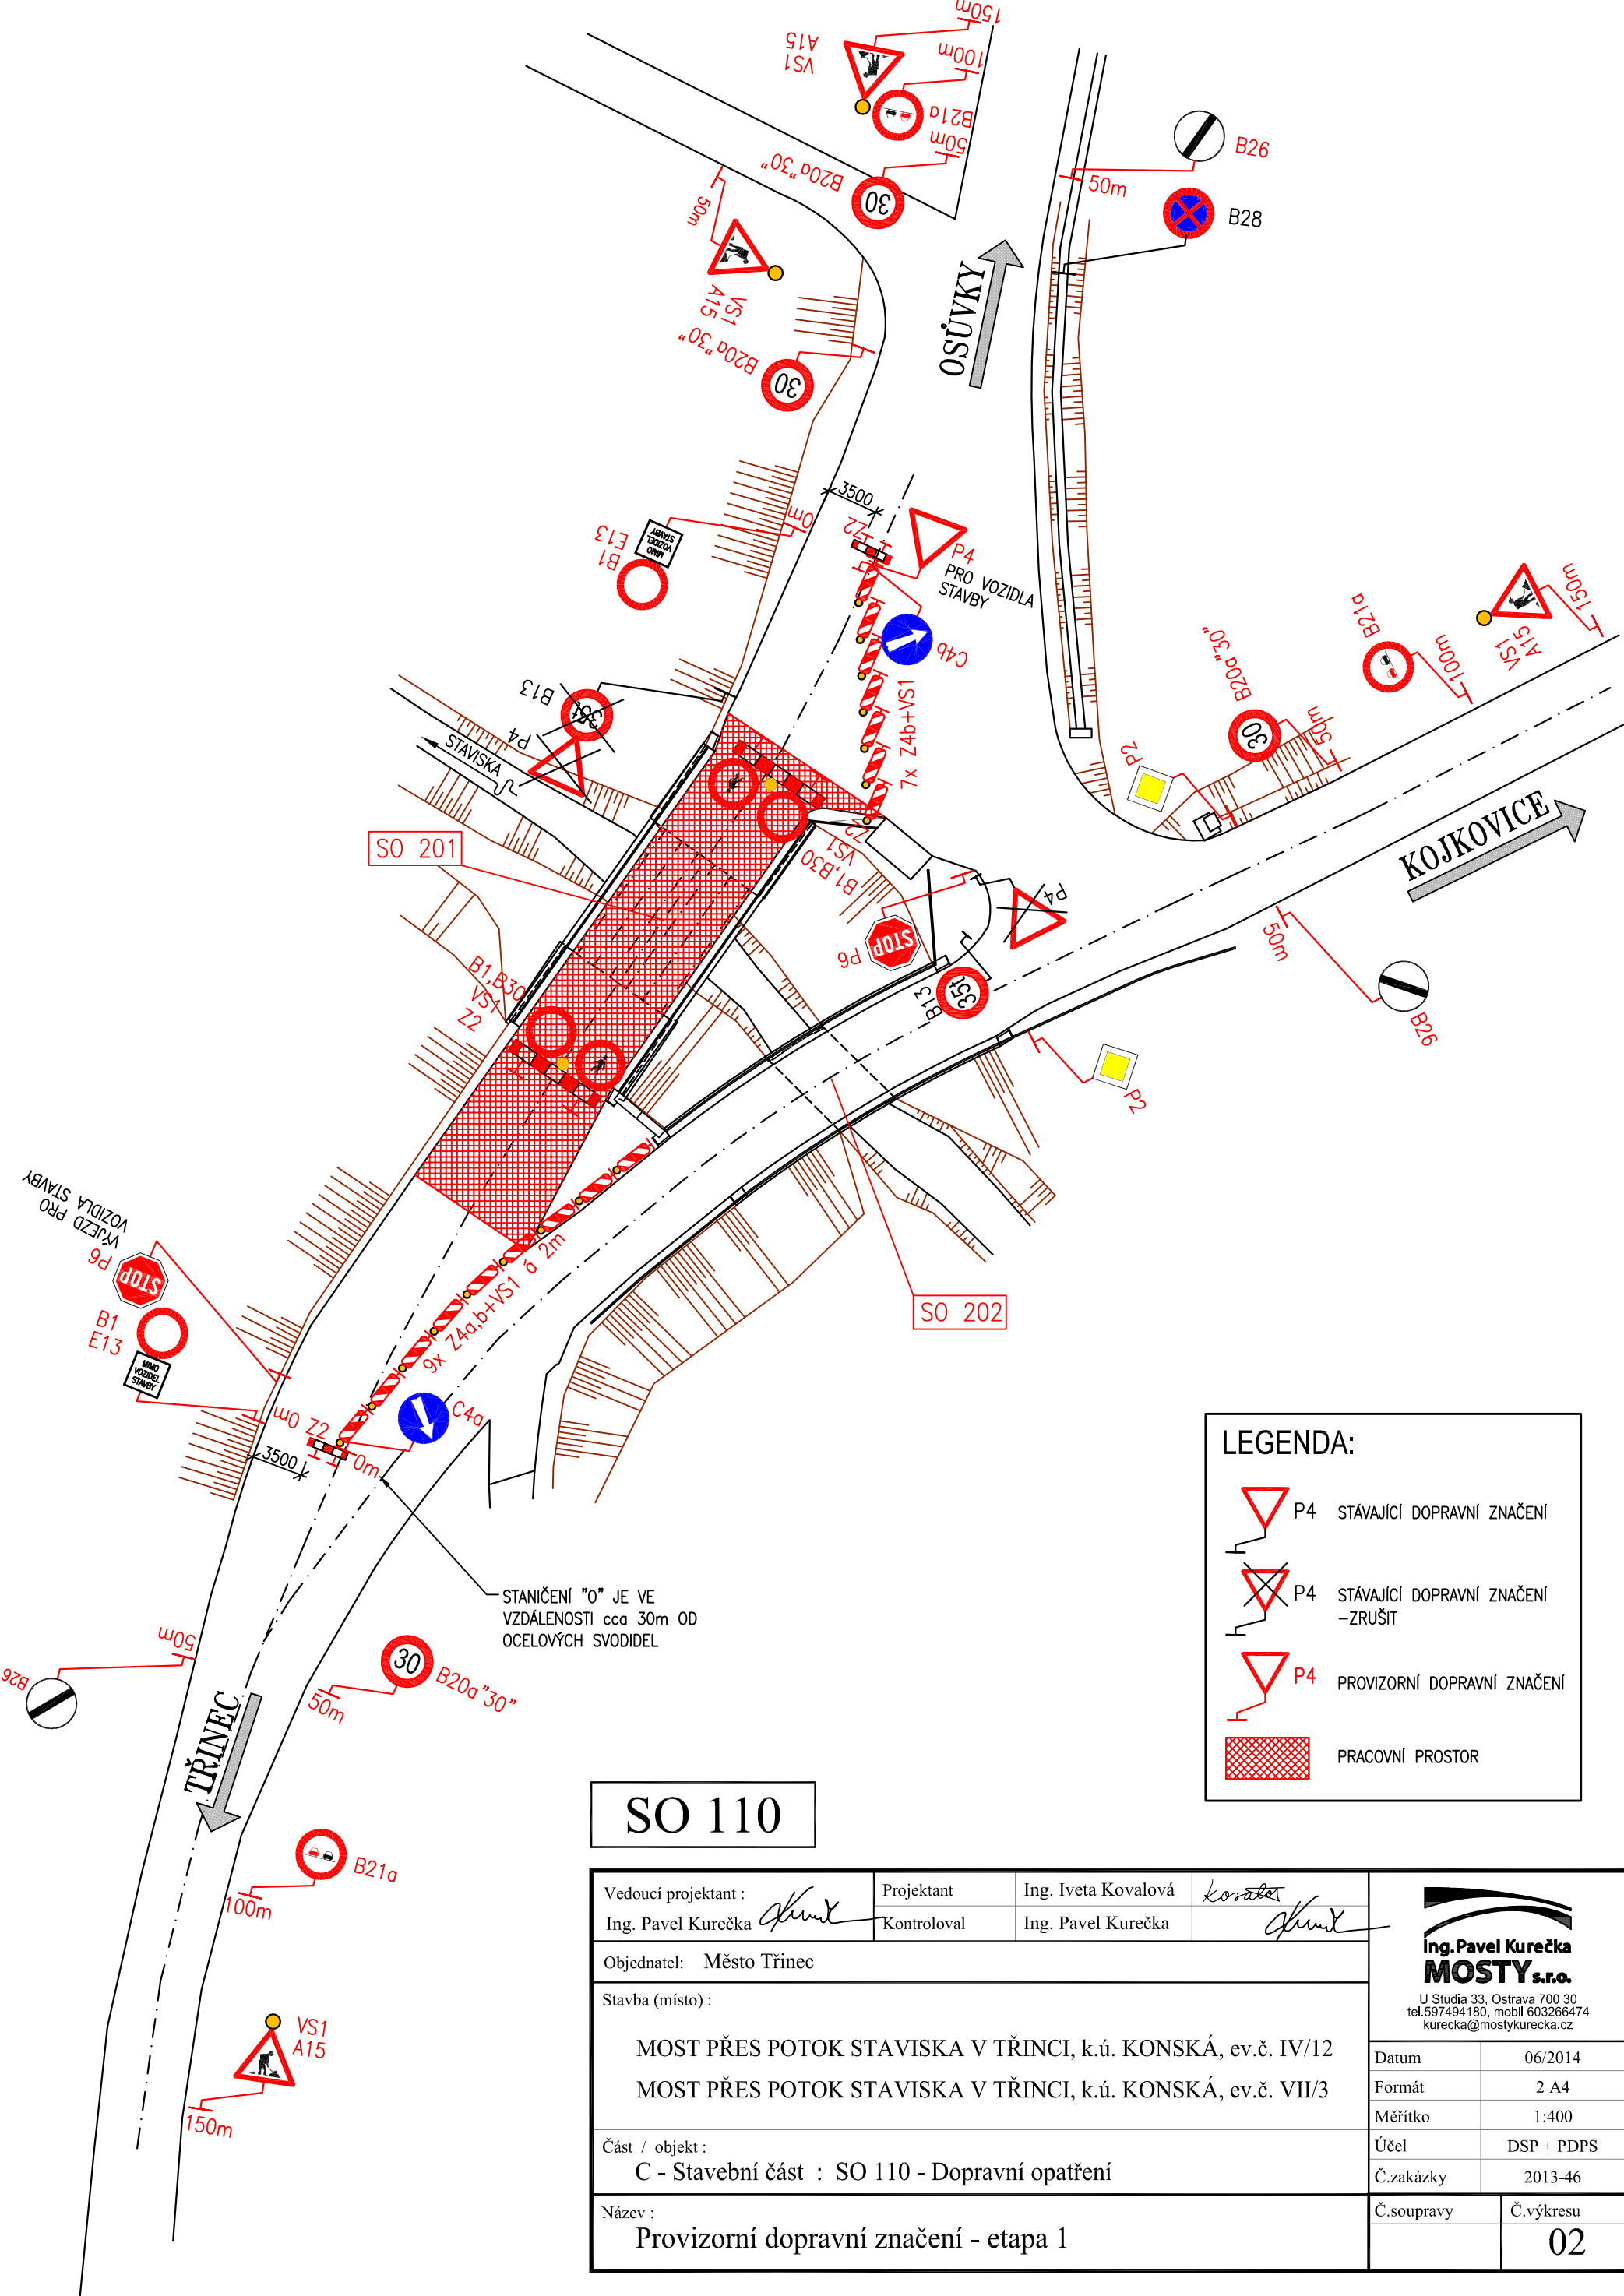 150m
VS1
A15
100m
B21a
50m
B20a"30"
30
B26
50m
B28
50m
VS1
A15
B20a"30"
30
OSŮVKY
3500
0m
Z2
P4
PRO VOZIDLA
STAVBY
MIMO
VOZIDEL
STAVBY
B1
E13
C4b
7x Z4b+VS1
150m
VS1
A15
B21a
100m
B20a"30"
30
50m
P2
B13
35t
P4
STAVISKA
SO 201
Z2
VS1
B1,B30
KOJKOVICE
P4
P6
STOP
B13
35t
50m
B26
P2
B1,B30
VS1
Z2
SO 202
VÝJEZD PRO
VOZIDLA STAVBY
P6
STOP
B1
E13
MIMO
VOZIDEL
STAVBY
9x Z4a,b+VS1 á 2m
C4a
0m
Z2
0m
3500
STANIČENÍ "0" JE VE
VZDÁLENOSTI cca 30m OD
OCELOVÝCH SVODIDEL
50m
B26
30
B20a"30"
50m
TŘINEC
B21a
100m
VS1
A15
150m
LEGENDA:
P4 STÁVAJÍCÍ DOPRAVNÍ ZNAČENÍ
P4 STÁVAJÍCÍ DOPRAVNÍ ZNAČENÍ
-ZRUŠIT
P4 PROVIZORNÍ DOPRAVNÍ ZNAČENÍ
PRACOVNÍ PROSTOR
SO 110
Vedoucí projektant :
Ing. Pavel Kurečka
Projektant Ing. Iveta Kovalová
Kontroloval Ing. Pavel Kurečka
Objednatel: Město Třinec
Stavba (místo) :
MOST PŘES POTOK STAVISKA V TŘINCI, k.ú. KONSKÁ, ev.č. IV/12
MOST PŘES POTOK STAVISKA V TŘINCI, k.ú. KONSKÁ, ev.č. VII/3
Část / objekt :
C - Stavební část : SO 110 - Dopravní opatření
Název :
Provizorní dopravní značení - etapa 1
Ing.Pavel Kurečka
MOSTY s.r.o.
U Studia 33, Ostrava 700 30
tel.597494180, mobil 603266474
kurecka@mostykurecka.cz
Datum 06/2014
Formát 2 A4
Měřítko 1:400
Účel DSP + PDPS
Č.zakázky 2013-46
Č.soupravy Č.výkresu
02